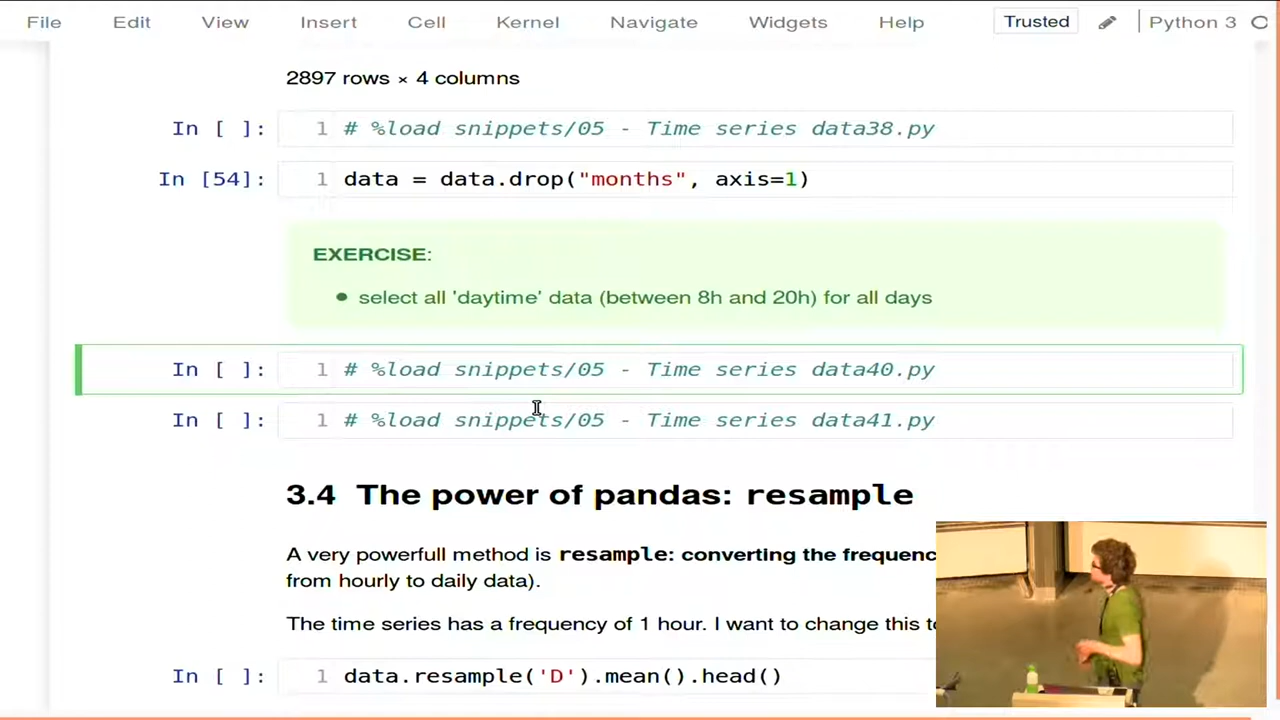 File Edit View Insert Cell Kernel Navigate Widgets Help Trusted Python 3
2897 rows × 4 columns
In [ ]: 1 # %load snippets/05 - Time series data38.py
In [54]: 1 data = data.drop("months", axis=1)
EXERCISE:
• select all 'daytime' data (between 8h and 20h) for all days
In [ ]: 1 # %load snippets/05 - Time series data40.py
In [ ]: 1 # %load snippets/05 - Time series data41.py
3.4 The power of pandas: resample
A very powerfull method is resample: converting the frequenc
from hourly to daily data).
The time series has a frequency of 1 hour. I want to change this
In [ ]: 1 data.resample('D').mean().head()